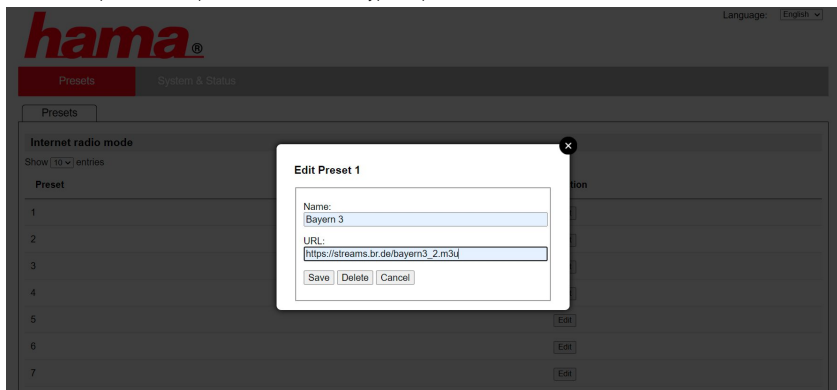 Language: English
hama®
Presets System & Status
Presets
Internet radio mode
Show 10 entries
Preset
1
2
3
4
5 Edit
6 Edit
7 Edit
Edit Preset 1
Name:
Bayern 3
URL:
https://streams.br.de/bayern3_2.m3u
Save Delete Cancel